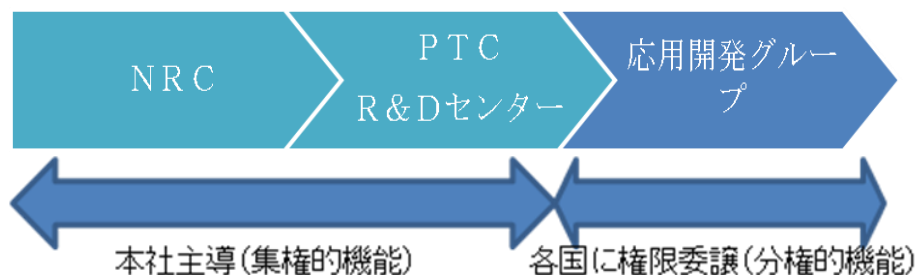 NRC
PTC
R&Dセンター
応用開発グルー
プ
本社主導(集権的機能)
各国に権限委譲(分権的機能)